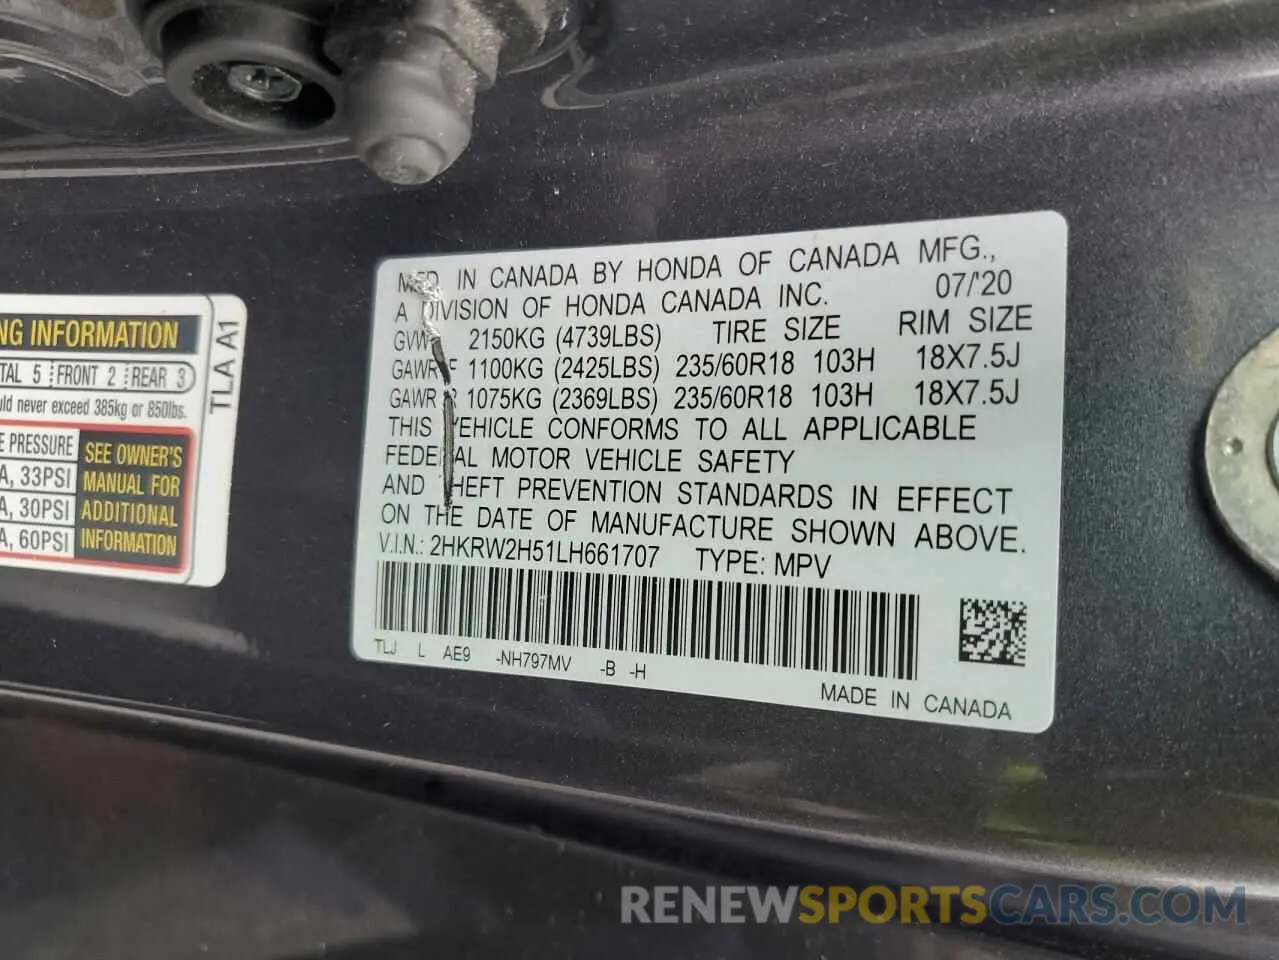 NG INFORMATION
TAL 5 FRONT 2 REAR 3
uld never exceed 385kg or 850lbs.
E PRESSURE
A, 33PSI
A, 30PSI
A, 60PSI
SEE OWNER'S
MANUAL FOR
ADDITIONAL
INFORMATION
TLA A1
MFD IN CANADA BY HONDA OF CANADA MFG.,
A DIVISION OF HONDA CANADA INC. 07/'20
GVWR 2150KG (4739LBS) TIRE SIZE RIM SIZE
GAWR F 1100KG (2425LBS) 235/60R18 103H 18X7.5J
GAWR R 1075KG (2369LBS) 235/60R18 103H 18X7.5J
THIS VEHICLE CONFORMS TO ALL APPLICABLE
FEDERAL MOTOR VEHICLE SAFETY
AND THEFT PREVENTION STANDARDS IN EFFECT
ON THE DATE OF MANUFACTURE SHOWN ABOVE.
V.I.N.: 2HKRW2H51LH661707 TYPE: MPV
TLJ L AE9 -NH797MV -B -H
MADE IN CANADA
RENEWSPORTSCARS.COM